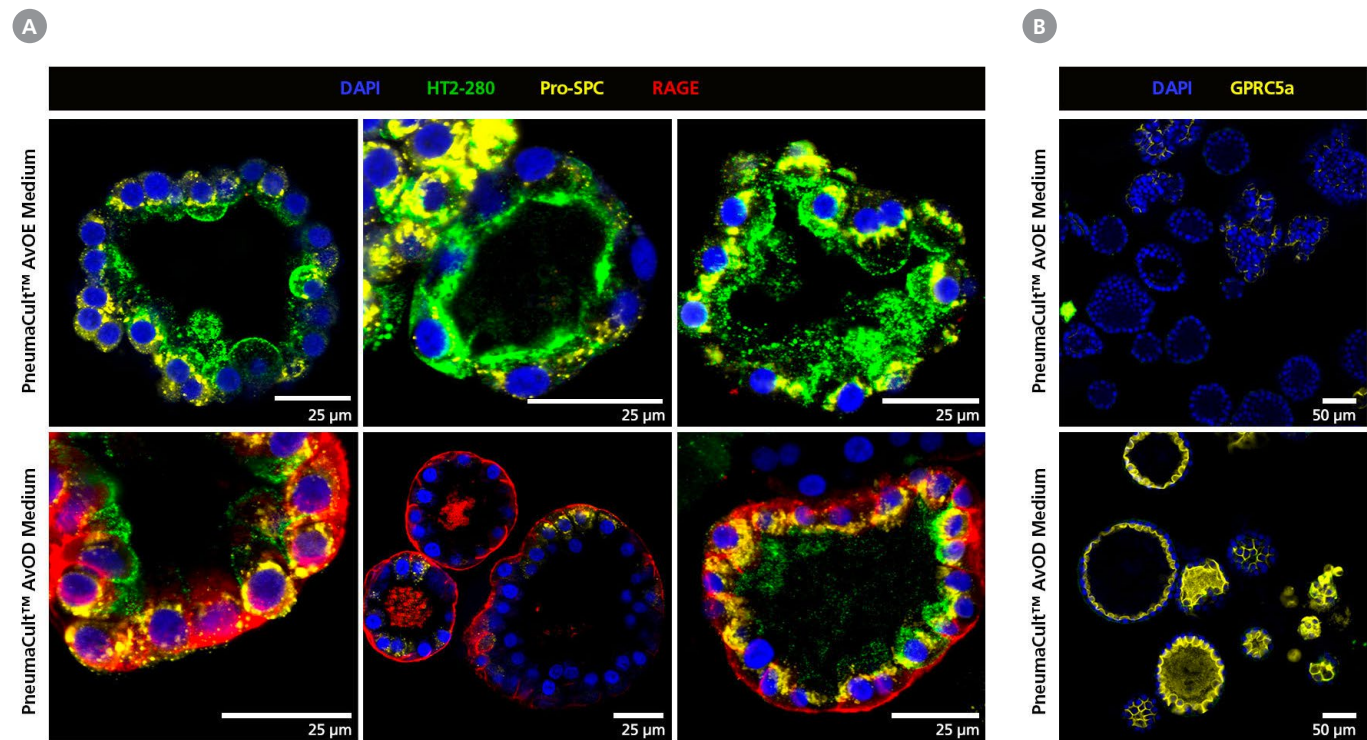 A
B
DAPI HT2-280 Pro-SPC RAGE
DAPI GPRC5a
PneumaCult™ AvOE Medium
25 µm
25 µm
25 µm
PneumaCult™ AvOE Medium
50 µm
PneumaCult™ AvOD Medium
25 µm
25 µm
25 µm
PneumaCult™ AvOD Medium
50 µm